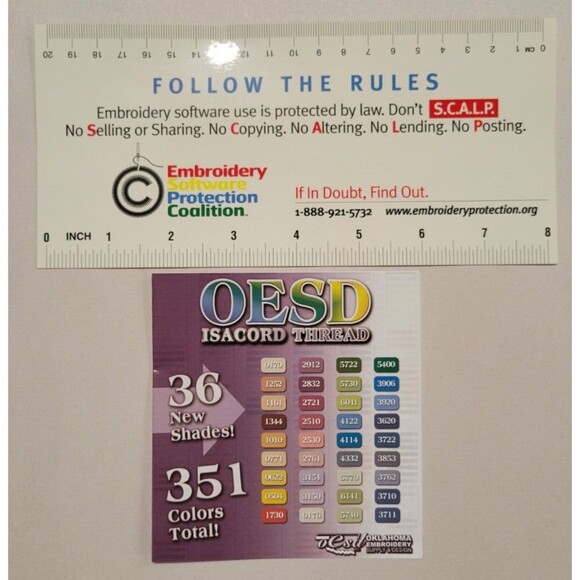 20 19 18 17 16 15 14 13 12 11 10 9 8 7 6 5 4 3 2 1 CM 0
FOLLOW THE RULES
Embroidery software use is protected by law. Don't S.C.A.L.P.
No Selling or Sharing. No Copying. No Altering. No Lending. No Posting.
C
Embroidery
Software
Protection
Coalition.
If In Doubt, Find Out.
1-888-921-5732 www.embroideryprotection.org
0 INCH 1 2 3 4 5 6 7 8
OESD
ISACORD THREAD
36
New
Shades!
351
Colors
Total!
0170 2912 5722 5400
1252 2832 5730 3906
1161 2721 6011 3920
1344 2510 4122 3620
1010 2530 4114 3722
0771 2761 4332 3853
0622 3151 5770 3762
0504 3150 6141 3710
1730 0176 5740 3711
oesd OKLAHOMA
EMBROIDERY
SUPPLY & DESIGN